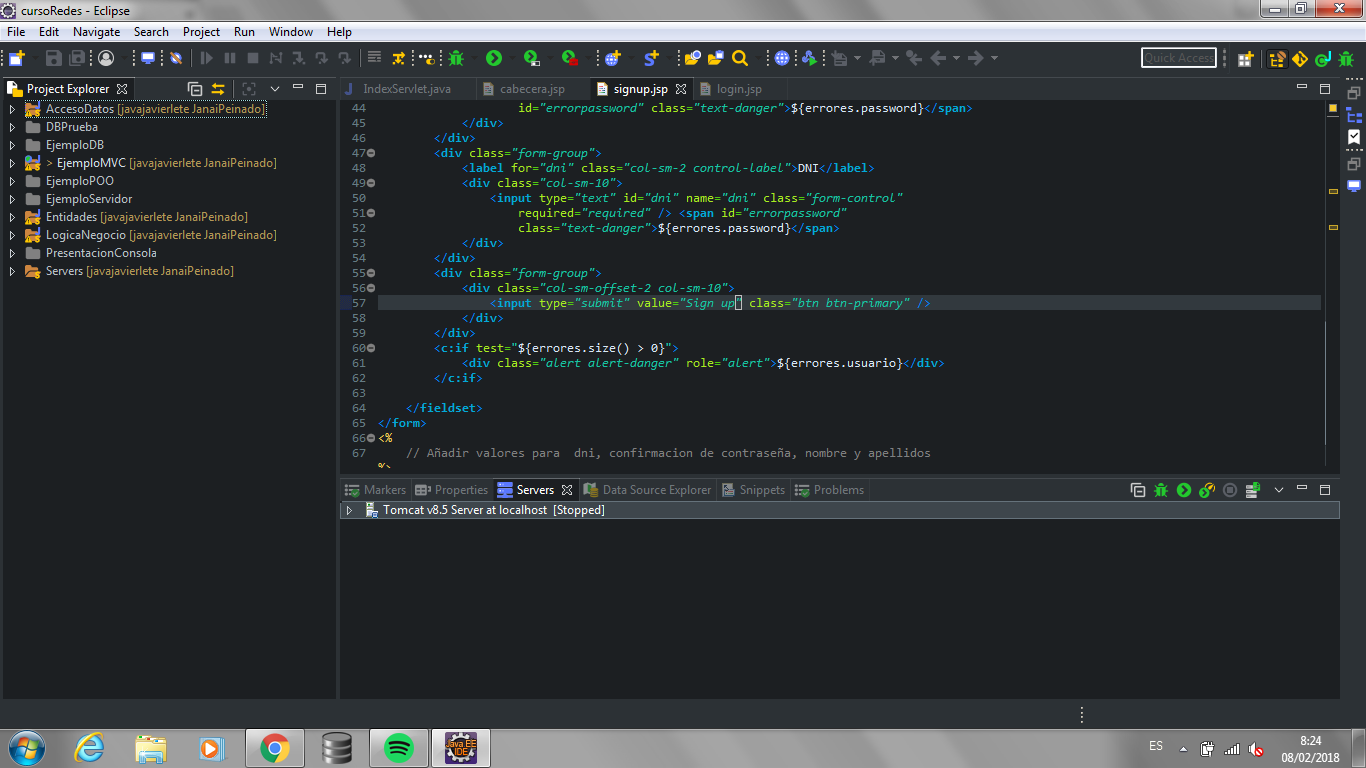 cursoRedes - Eclipse
File Edit Navigate Search Project Run Window Help
Quick Access
Project Explorer
AccesoDatos [javajavierlete JanaiPeinado]
DBPrueba
EjemploDB
> EjemploMVC [javajavierlete JanaiPeinado]
EjemploPOO
EjemploServidor
Entidades [javajavierlete JanaiPeinado]
LogicaNegocio [javajavierlete JanaiPeinado]
PresentacionConsola
Servers [javajavierlete JanaiPeinado]
IndexServlet.java cabecera.jsp signup.jsp login.jsp
44 id="errorpassword" class="text-danger">${errores.password}</span>
45 </div>
46 </div>
47 <div class="form-group">
48 <label for="dni" class="col-sm-2 control-label">DNI</label>
49 <div class="col-sm-10">
50 <input type="text" id="dni" name="dni" class="form-control"
51 required="required" /> <span id="errorpassword"
52 class="text-danger">${errores.password}</span>
53 </div>
54 </div>
55 <div class="form-group">
56 <div class="col-sm-offset-2 col-sm-10">
57 <input type="submit" value="Sign up" class="btn btn-primary" />
58 </div>
59 </div>
60 <c:if test="${errores.size() > 0}">
61 <div class="alert alert-danger" role="alert">${errores.usuario}</div>
62 </c:if>
63
64 </fieldset>
65 </form>
66 <%
67 // Añadir valores para  dni, confirmacion de contraseña, nombre y apellidos
%>
Markers Properties Servers Data Source Explorer Snippets Problems
Tomcat v8.5 Server at localhost [Stopped]
Java EE
IDE
ES
8:24
08/02/2018